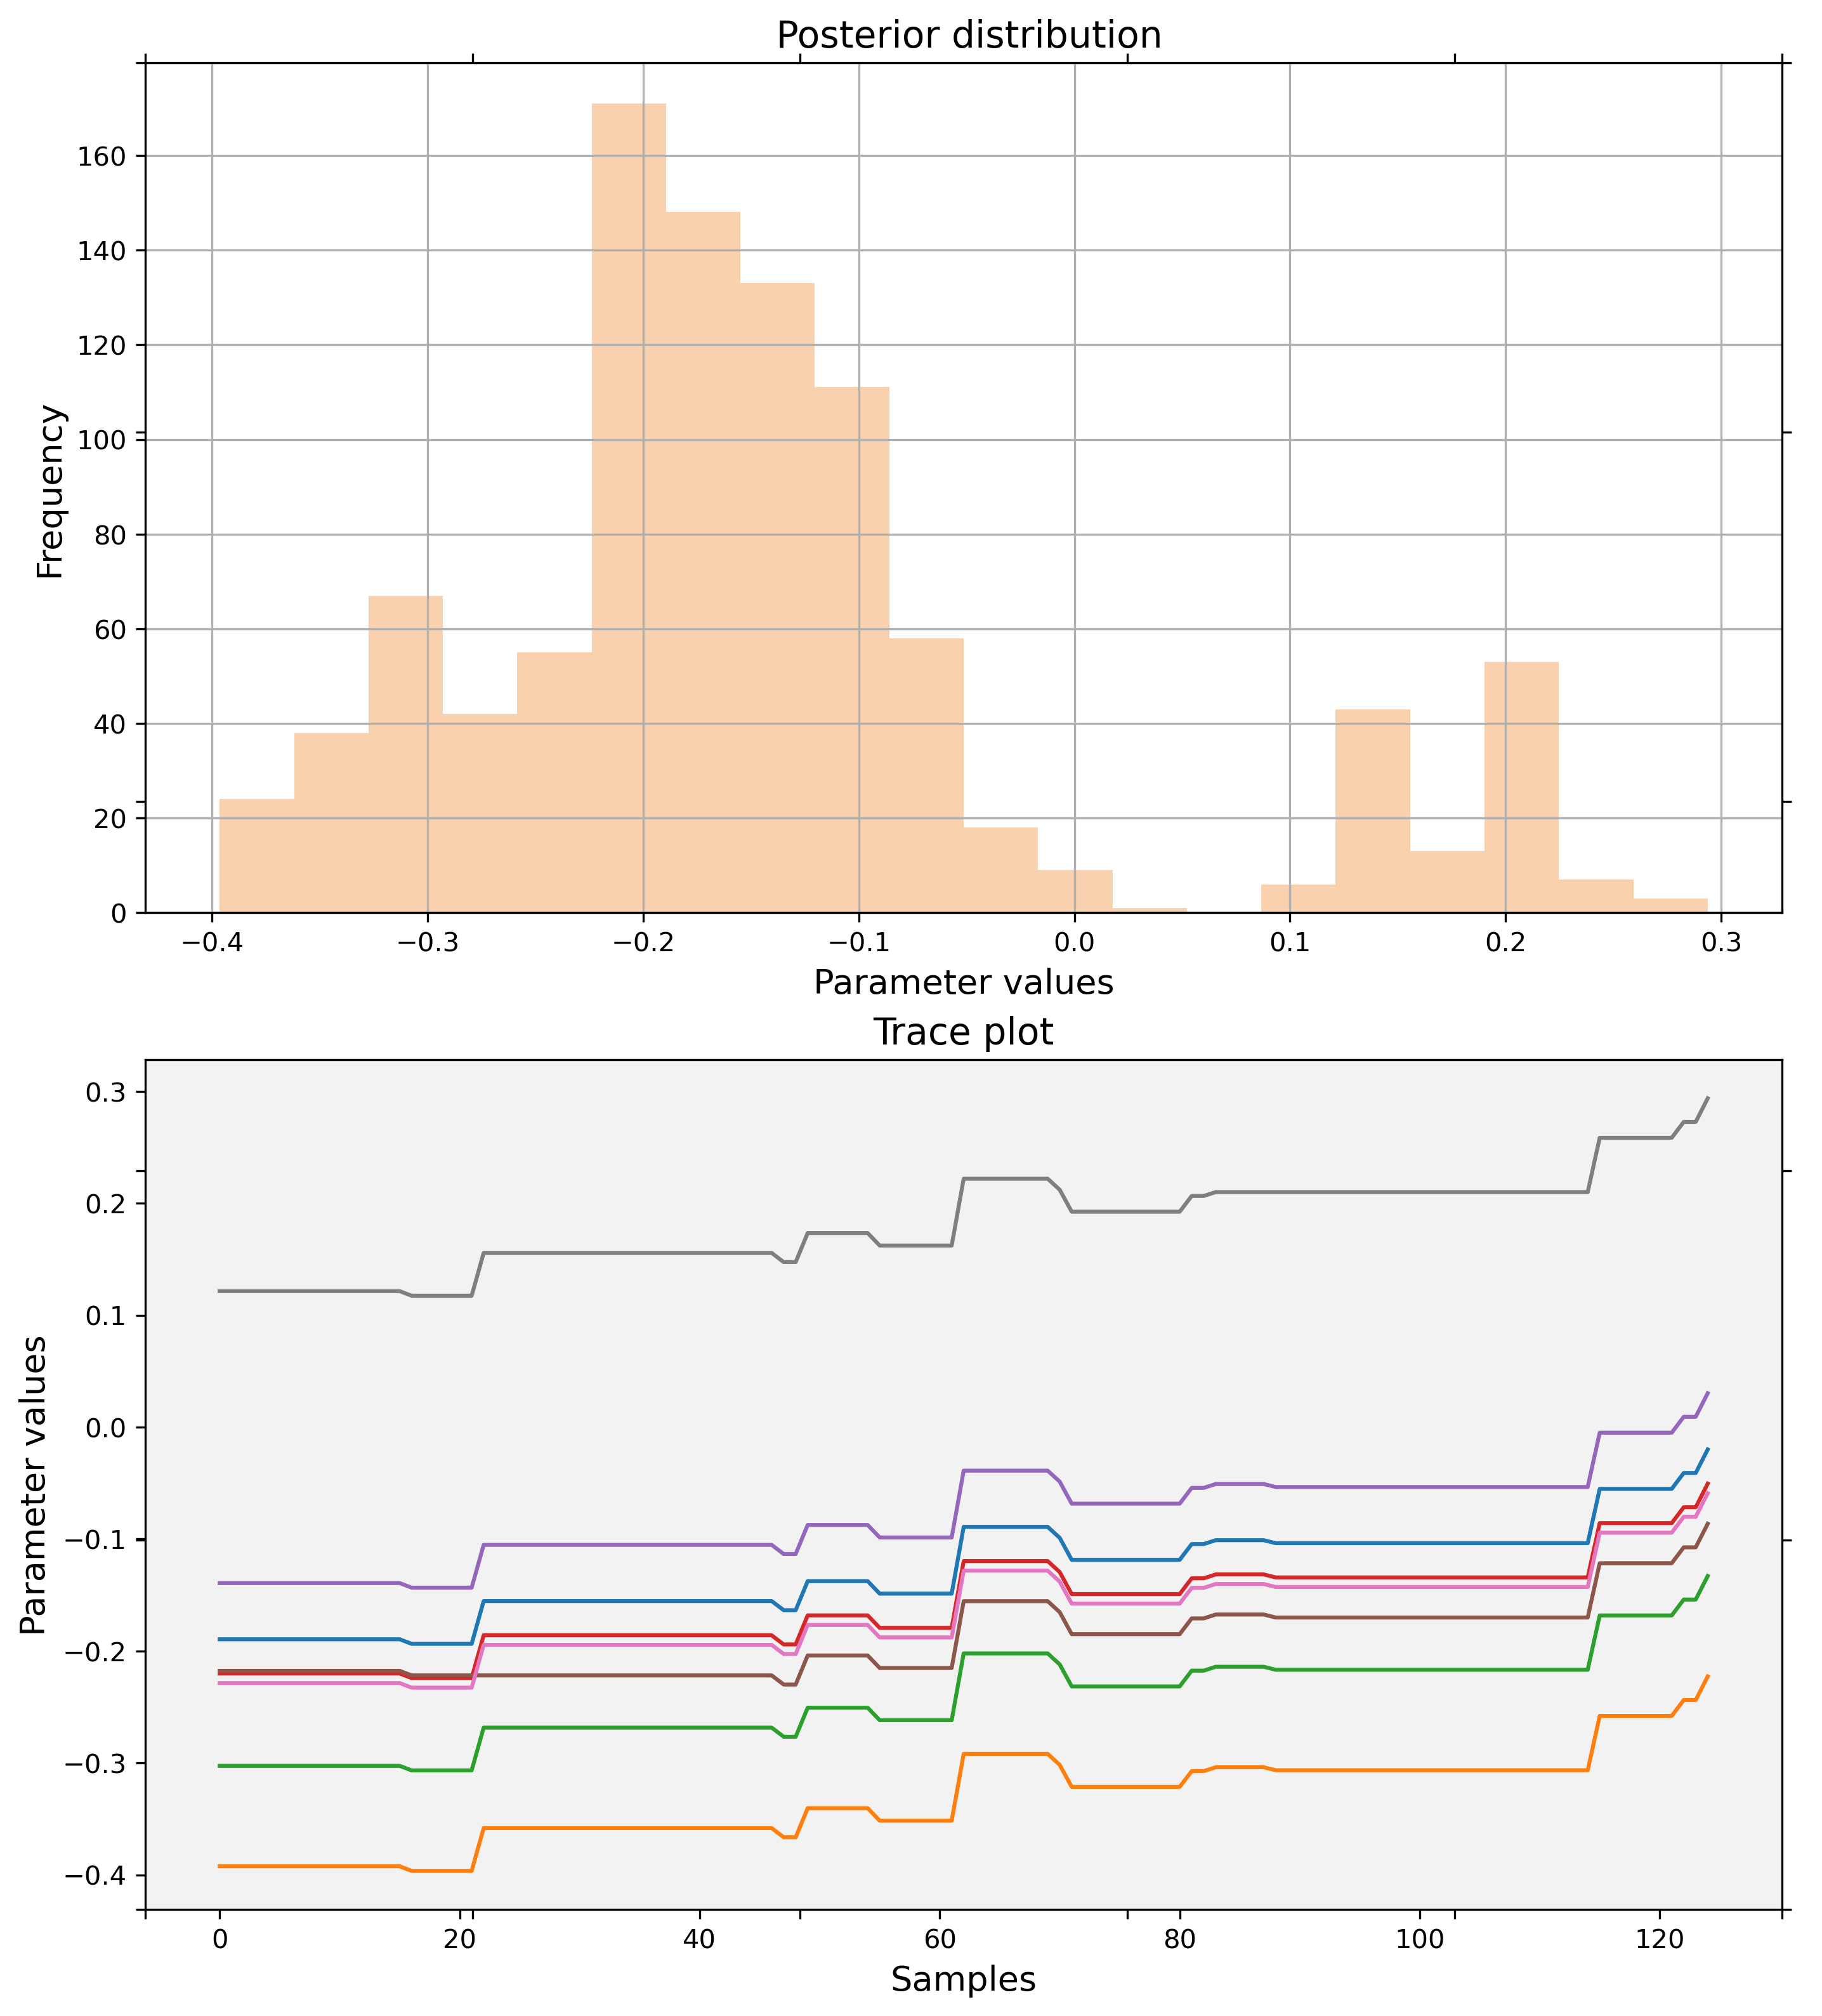 Posterior distribution
Frequency
160
140
120
100
80
60
40
20
0
−0.4 −0.3 −0.2 −0.1 0.0 0.1 0.2 0.3
Parameter values
Trace plot
Parameter values
0.3
0.2
0.1
0.0
−0.1
−0.2
−0.3
−0.4
0 20 40 60 80 100 120
Samples